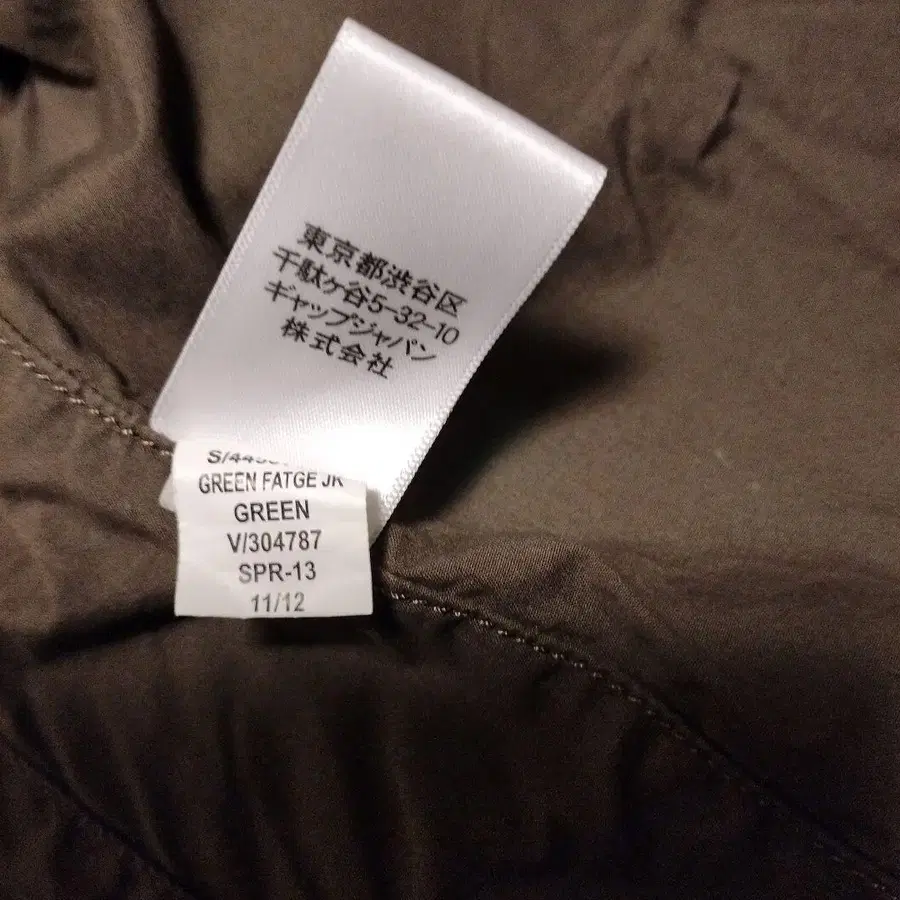 東京都渋谷区
千駄ヶ谷5-32-10
ギャップジャパン
株式会社
GREEN FATGE JK
GREEN
V/304787
SPR-13
11/12